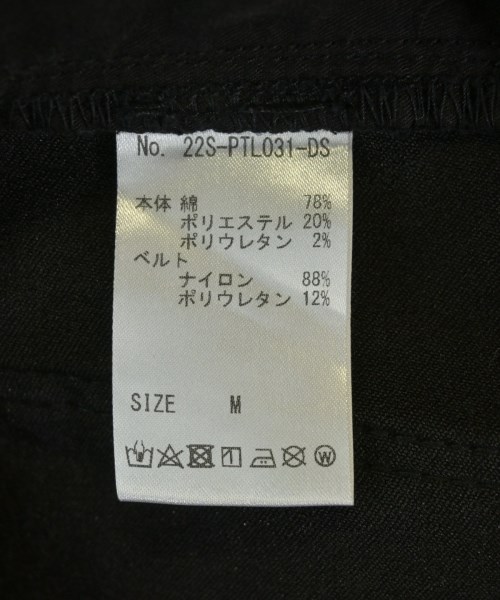 No. 22S-PTL031-DS
本体 綿 78%
ポリエステル 20%
ポリウレタン 2%
ベルト
ナイロン 88%
ポリウレタン 12%
SIZE M
W